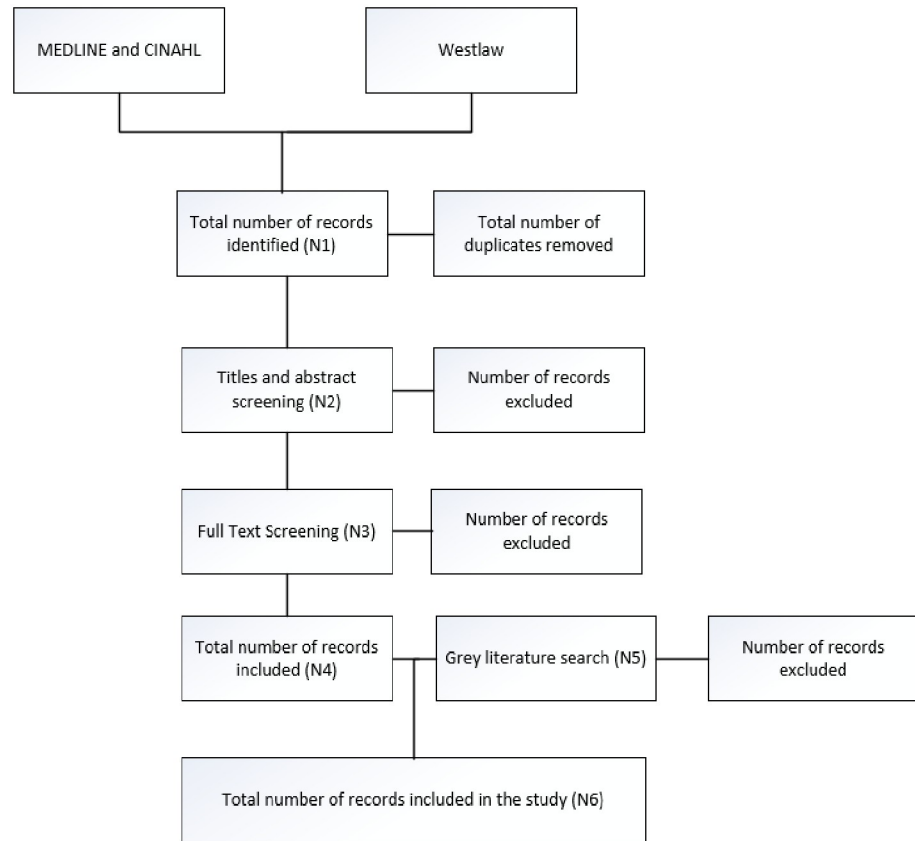 MEDLINE and CINAHL
Westlaw
Total number of records
identified (N1)
Total number of
duplicates removed
Titles and abstract
screening (N2)
Number of records
excluded
Full Text Screening (N3)
Number of records
excluded
Total number of records
included (N4)
Grey literature search (N5)
Number of records
excluded
Total number of records included in the study (N6)